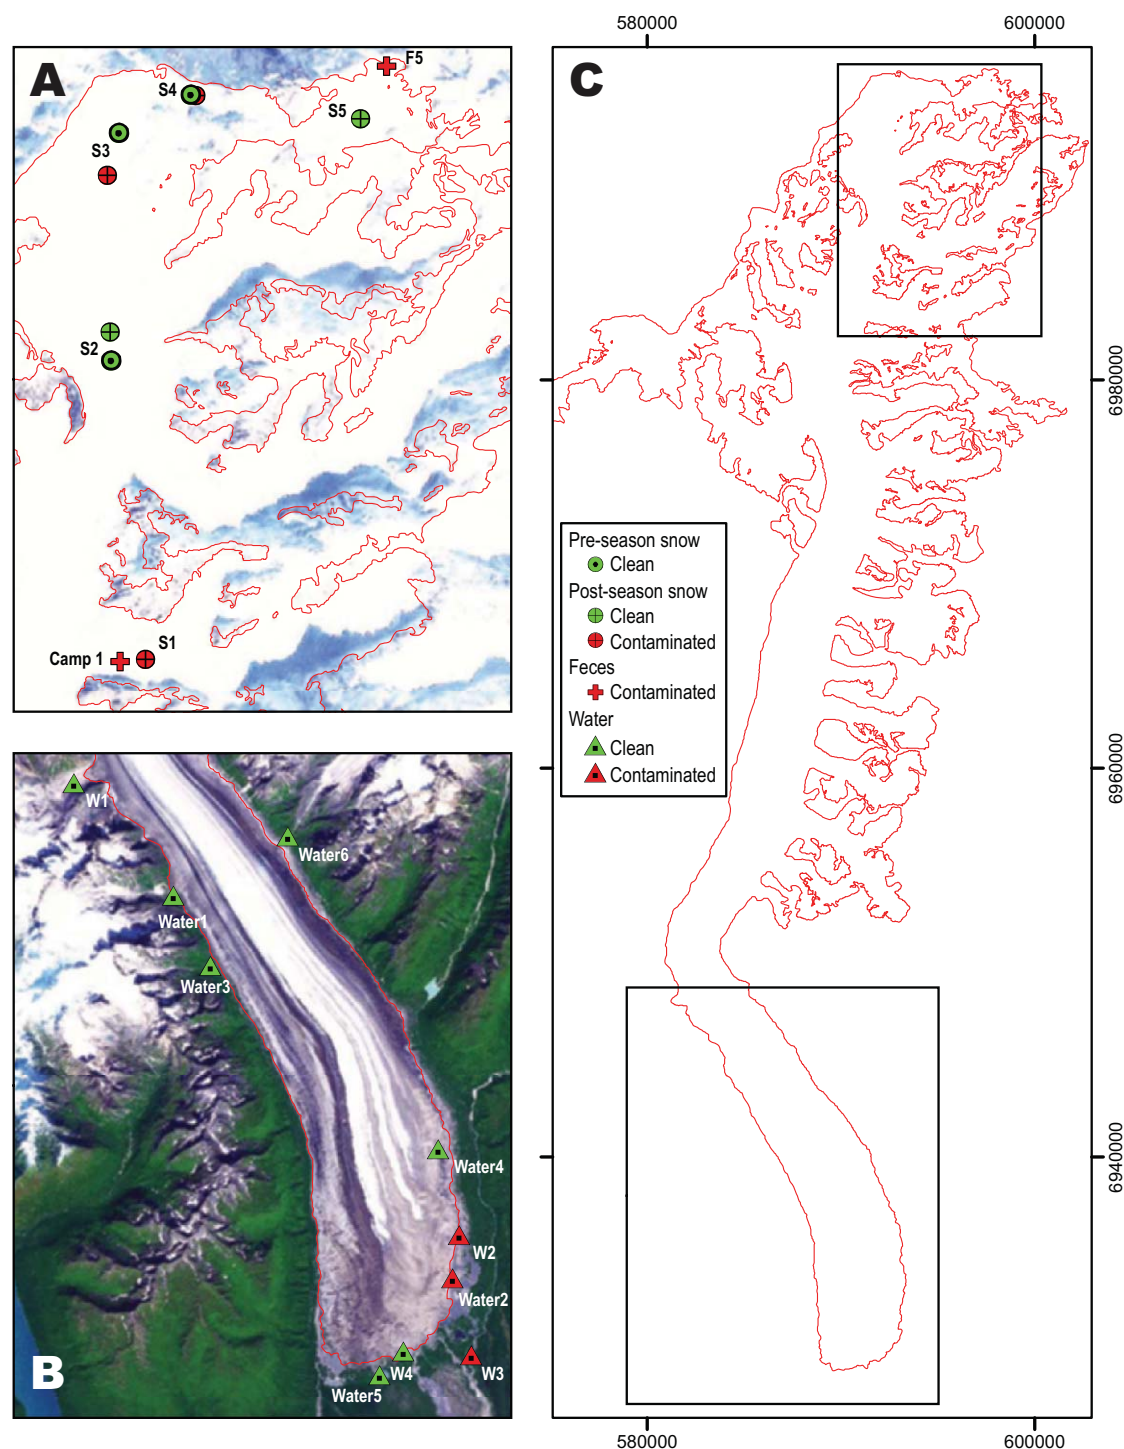 580000
600000
A
F5
S4
S5
S3
S2
S1
Camp 1
C
6980000
Pre-season snow
Clean
Post-season snow
Clean
Contaminated
Feces
Contaminated
Water
Clean
Contaminated
6960000
6940000
W1
Water6
Water1
Water3
Water4
W2
Water2
W4
W3
Water5
B
580000
600000